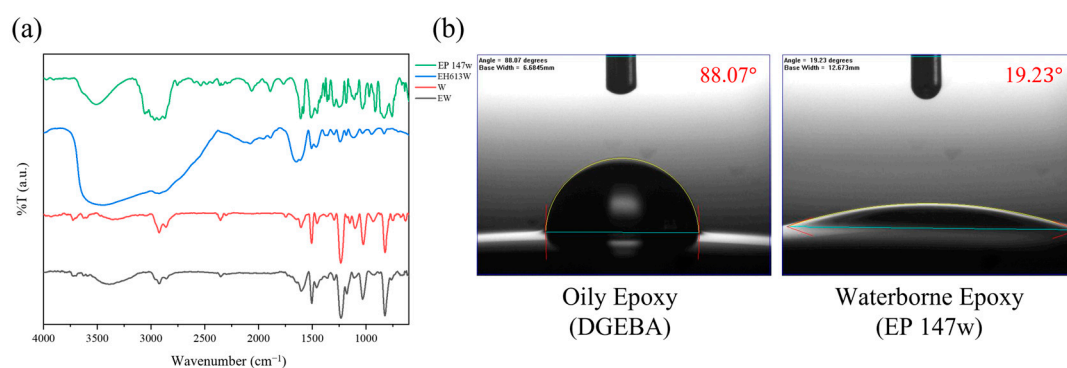 (a)
EP 147w
EH613W
W
EW
%T (a.u.)
4000 3500 3000 2500 2000 1500 1000
Wavenumber (cm⁻¹)
(b)
Angle = 88.07 degrees
Base Width = 6.6845mm
88.07°
Oily Epoxy
(DGEBA)
Angle = 19.23 degrees
Base Width = 12.673mm
19.23°
Waterborne Epoxy
(EP 147w)